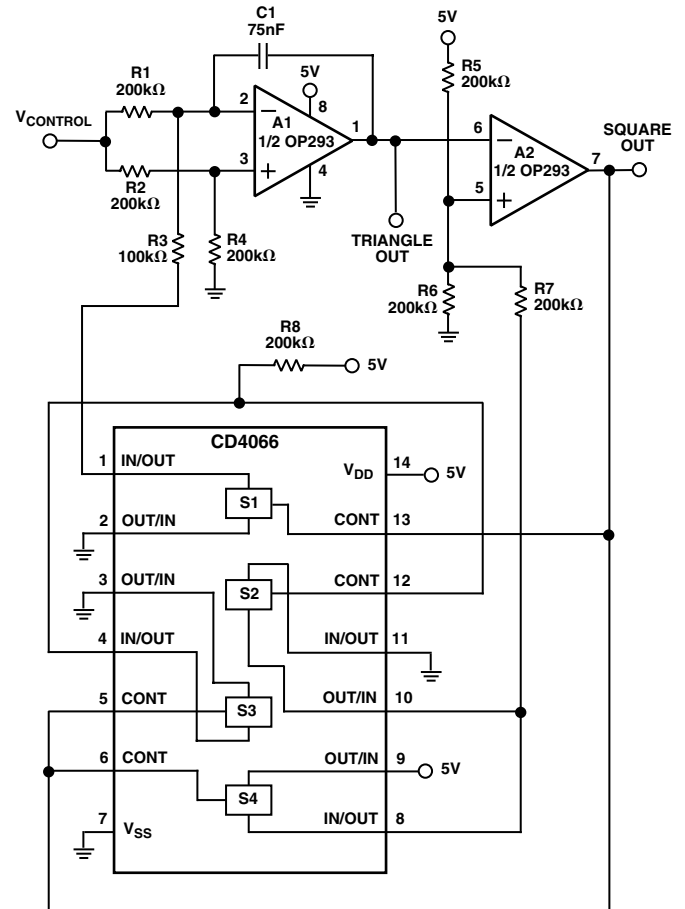 C1
75nF
5V
R5
200kΩ
R1
200kΩ
5V
VCONTROL
2
8
A1
1/2 OP293
1
6
A2
1/2 OP293
7
SQUARE
OUT
3
4
5
R2
200kΩ
R3
100kΩ
R4
200kΩ
TRIANGLE
OUT
R6
200kΩ
R7
200kΩ
R8
200kΩ
5V
CD4066
1
IN/OUT
VDD
14
5V
S1
2
OUT/IN
CONT
13
3
OUT/IN
S2
CONT
12
4
IN/OUT
IN/OUT
11
5
CONT
S3
OUT/IN
10
6
CONT
OUT/IN
9
5V
S4
7
VSS
IN/OUT
8